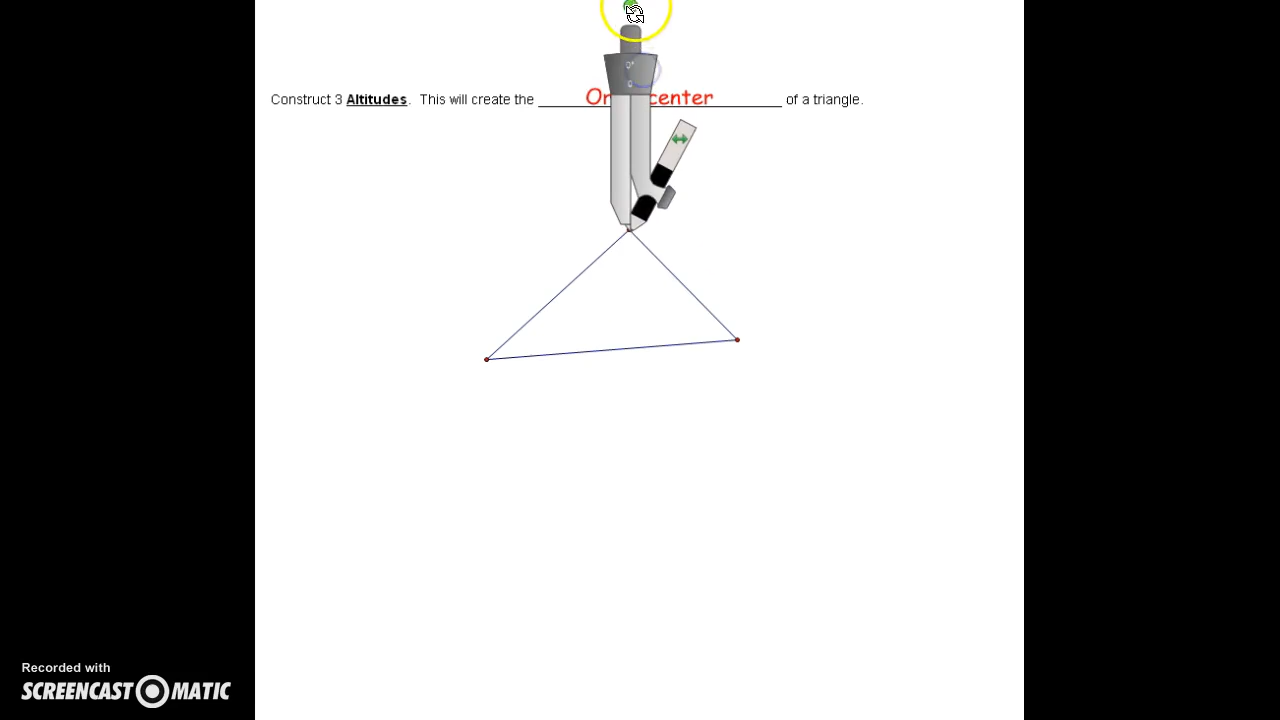 Construct 3 Altitudes. This will create the center of a triangle.
Recorded with
SCREENCAST MATIC